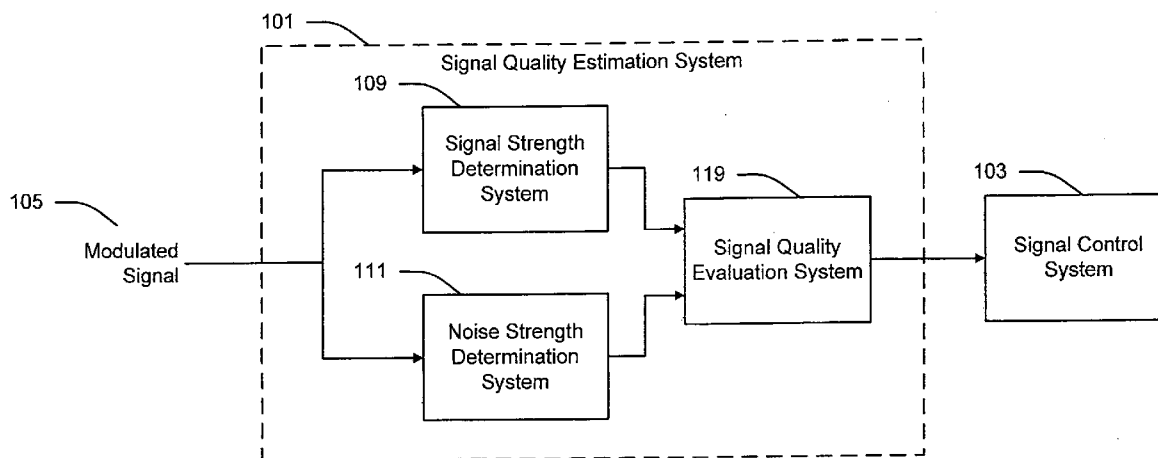 101
Signal Quality Estimation System
109
Signal Strength
Determination
System
119
103
105
Modulated
Signal
Signal Quality
Evaluation System
Signal Control
System
111
Noise Strength
Determination
System